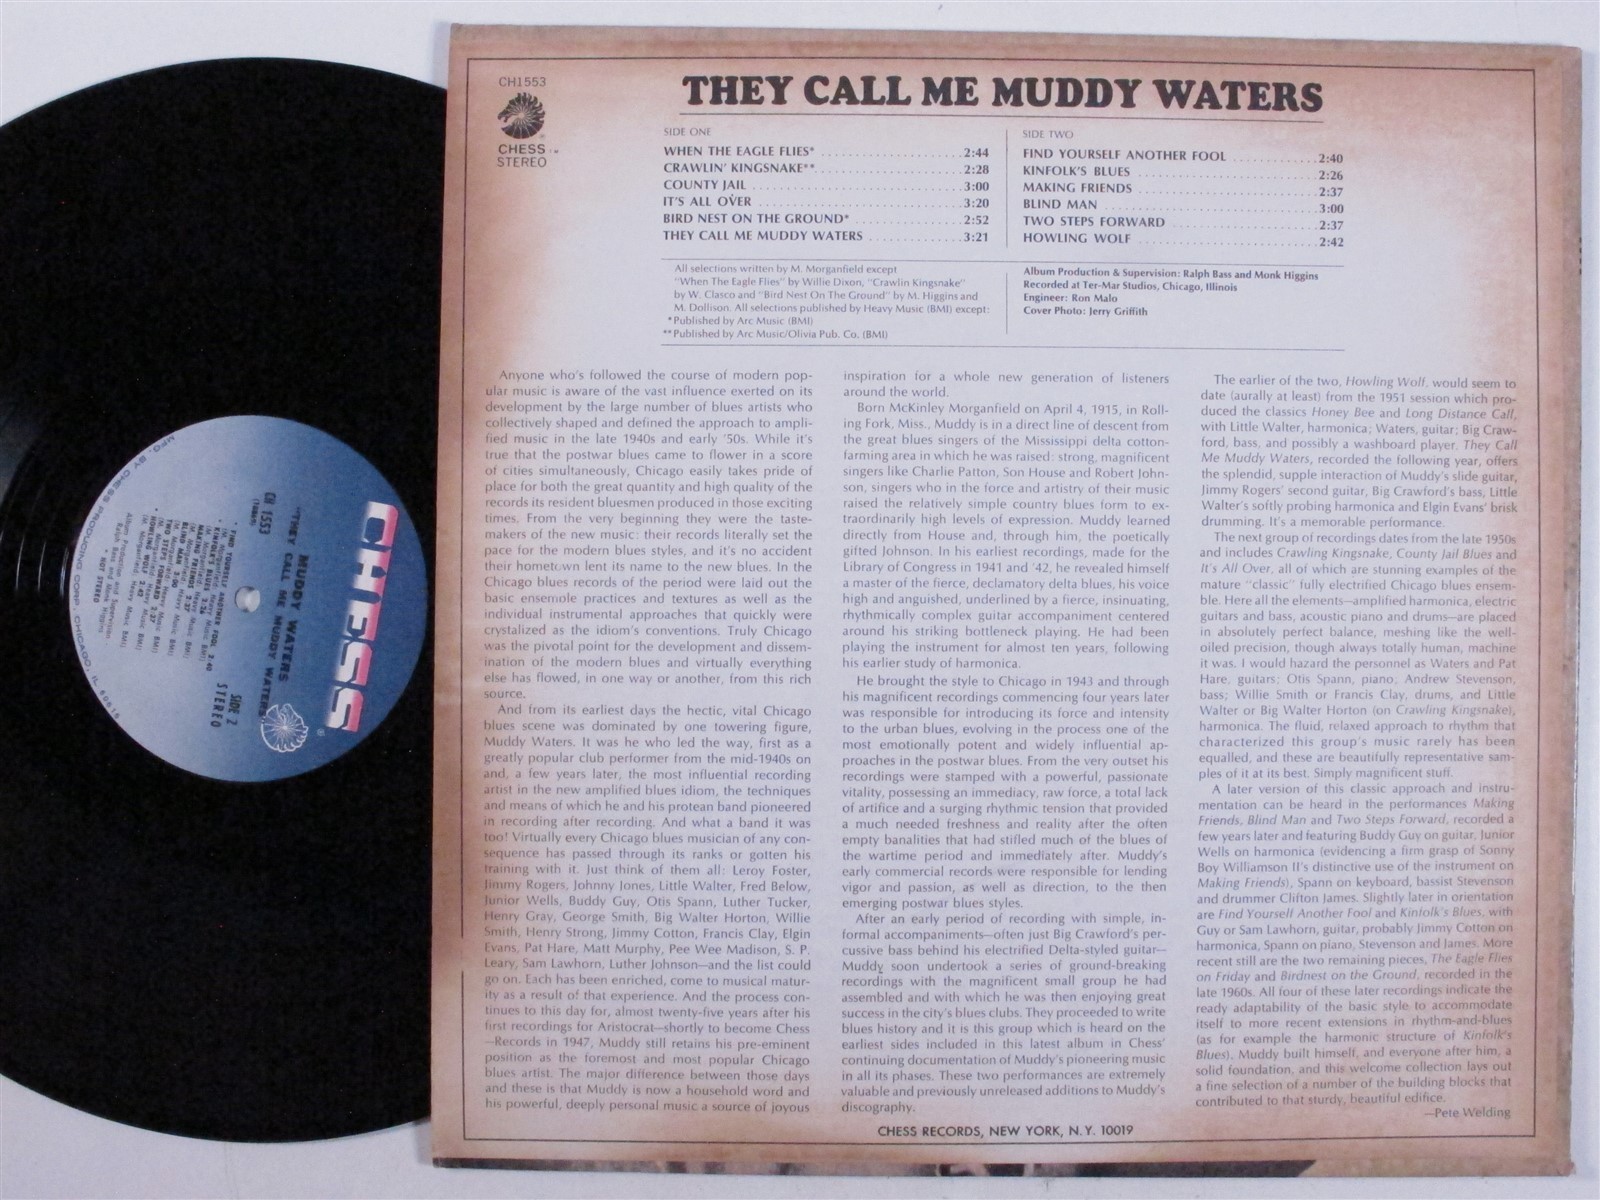 CH1553
CHESS
STEREO
THEY CALL ME MUDDY WATERS
SIDE ONE
WHEN THE EAGLE FLIES* 2:44
CRAWLIN' KINGSNAKE** 2:28
COUNTY JAIL 3:00
IT'S ALL OVER 3:20
BIRD NEST ON THE GROUND* 2:52
THEY CALL ME MUDDY WATERS 3:21
SIDE TWO
FIND YOURSELF ANOTHER FOOL 2:40
KINFOLK'S BLUES 2:26
MAKING FRIENDS 2:37
BLIND MAN 3:00
TWO STEPS FORWARD 2:37
HOWLING WOLF 2:42
All selections written by M. Morganfield except
"When The Eagle Flies" by Willie Dixon, "Crawlin Kingsnake"
by W. Clasco and "Bird Nest On The Ground" by M. Higgins and
M. Dollison. All selections published by Heavy Music (BMI) except:
*Published by Arc Music (BMI)
**Published by Arc Music/Olivia Pub. Co. (BMI)
Album Production & Supervision: Ralph Bass and Monk Higgins
Recorded at Ter-Mar Studios, Chicago, Illinois
Engineer: Ron Malo
Cover Photo: Jerry Griffith
Anyone who's followed the course of modern pop-
ular music is aware of the vast influence exerted on its
development by the large number of blues artists who
collectively shaped and defined the approach to ampli-
fied music in the late 1940s and early '50s. While it's
true that the postwar blues came to flower in a score
of cities simultaneously, Chicago easily takes pride of
place for both the great quantity and high quality of the
records its resident bluesmen produced in those exciting
times. From the very beginning they were the taste-
makers of the new music: their records literally set the
pace for the modern blues styles, and it's no accident
their hometown lent its name to the new blues. In the
Chicago blues records of the period were laid out the
basic ensemble practices and textures as well as the
individual instrumental approaches that quickly were
crystalized as the idiom's conventions. Truly Chicago
was the pivotal point for the development and dissem-
ination of the modern blues and virtually everything
else has flowed, in one way or another, from this rich
source.
And from its earliest days the hectic, vital Chicago
blues scene was dominated by one towering figure,
Muddy Waters. It was he who led the way, first as a
greatly popular club performer from the mid-1940s on
and, a few years later, the most influential recording
artist in the new amplified blues idiom, the techniques
and means of which he and his protean band pioneered
in recording after recording. And what a band it was
too! Virtually every Chicago blues musician of any con-
sequence has passed through its ranks or gotten his
training with it. Just think of them all: Leroy Foster,
Jimmy Rogers, Johnny Jones, Little Walter, Fred Below,
Junior Wells, Buddy Guy, Otis Spann, Luther Tucker,
Henry Gray, George Smith, Big Walter Horton, Willie
Smith, Henry Strong, Jimmy Cotton, Francis Clay, Elgin
Evans, Pat Hare, Matt Murphy, Pee Wee Madison, S. P.
Leary, Sam Lawhorn, Luther Johnson—and the list could
go on. Each has been enriched, come to musical matur-
ity as a result of that experience. And the process con-
tinues to this day for, almost twenty-five years after his
first recordings for Aristocrat—shortly to become Chess
—Records in 1947, Muddy still retains his pre-eminent
position as the foremost and most popular Chicago
blues artist. The major difference between those days
and these is that Muddy is now a household word and
his powerful, deeply personal music a source of joyous
inspiration for a whole new generation of listeners
around the world.
Born McKinley Morganfield on April 4, 1915, in Roll-
ing Fork, Miss., Muddy is in a direct line of descent from
the great blues singers of the Mississippi delta cotton-
farming area in which he was raised: strong, magnificent
singers like Charlie Patton, Son House and Robert John-
son, singers who in the force and artistry of their music
raised the relatively simple country blues form to ex-
traordinarily high levels of expression. Muddy learned
directly from House and, through him, the poetically
gifted Johnson. In his earliest recordings, made for the
Library of Congress in 1941 and '42, he revealed himself
a master of the fierce, declamatory delta blues, his voice
high and anguished, underlined by a fierce, insinuating,
rhythmically complex guitar accompaniment centered
around his striking bottleneck playing. He had been
playing the instrument for almost ten years, following
his earlier study of harmonica.
He brought the style to Chicago in 1943 and through
his magnificent recordings commencing four years later
was responsible for introducing its force and intensity
to the urban blues, evolving in the process one of the
most emotionally potent and widely influential ap-
proaches in the postwar blues. From the very outset his
recordings were stamped with a powerful, passionate
vitality, possessing an immediacy, raw force, a total lack
of artifice and a surging rhythmic tension that provided
a much needed freshness and reality after the often
empty banalities that had stifled much of the blues of
the wartime period and immediately after. Muddy's
early commercial records were responsible for lending
vigor and passion, as well as direction, to the then
emerging postwar blues styles.
After an early period of recording with simple, in-
formal accompaniments—often just Big Crawford's per-
cussive bass behind his electrified Delta-styled guitar—
Muddy soon undertook a series of ground-breaking
recordings with the magnificent small group he had
assembled and with which he was then enjoying great
success in the city's blues clubs. They proceeded to write
blues history and it is this group which is heard on the
earliest sides included in this latest album in Chess'
continuing documentation of Muddy's pioneering music
in all its phases. These two performances are extremely
valuable and previously unreleased additions to Muddy's
discography.
The earlier of the two, Howling Wolf, would seem to
date (aurally at least) from the 1951 session which pro-
duced the classics Honey Bee and Long Distance Call,
with Little Walter, harmonica; Waters, guitar; Big Craw-
ford, bass, and possibly a washboard player. They Call
Me Muddy Waters, recorded the following year, offers
the splendid, supple interaction of Muddy's slide guitar,
Jimmy Rogers' second guitar, Big Crawford's bass, Little
Walter's softly probing harmonica and Elgin Evans' brisk
drumming. It's a memorable performance.
The next group of recordings dates from the late 1950s
and includes Crawling Kingsnake, County Jail Blues and
It's All Over, all of which are stunning examples of the
mature "classic" fully electrified Chicago blues ensem-
ble. Here all the elements—amplified harmonica, electric
guitars and bass, acoustic piano and drums—are placed
in absolutely perfect balance, meshing like the well-
oiled precision, though always totally human, machine
it was. I would hazard the personnel as Waters and Pat
Hare, guitars; Otis Spann, piano, Andrew Stevenson,
bass; Willie Smith or Francis Clay, drums, and Little
Walter or Big Walter Horton (on Crawling Kingsnake),
harmonica. The fluid, relaxed approach to rhythm that
characterized this group's music rarely has been
equalled, and these are beautifully representative sam-
ples of it at its best. Simply magnificent stuff.
A later version of this classic approach and instru-
mentation can be heard in the performances Making
Friends, Blind Man and Two Steps Forward, recorded a
few years later and featuring Buddy Guy on guitar, Junior
Wells on harmonica (evidencing a firm grasp of Sonny
Boy Williamson II's distinctive use of the instrument on
Making Friends), Spann on keyboard, bassist Stevenson
and drummer Clifton James. Slightly later in orientation
are Find Yourself Another Fool and Kinfolk's Blues, with
Guy or Sam Lawhorn, guitar, probably Jimmy Cotton on
harmonica, Spann on piano, Stevenson and James. More
recent still are the two remaining pieces, The Eagle Flies
on Friday and Birdnest on the Ground, recorded in the
late 1960s. All four of these later recordings indicate the
ready adaptability of the basic style to accommodate
itself to more recent extensions in rhythm-and-blues
(as for example the harmonic structure of Kinfolk's
Blues). Muddy built himself, and everyone after him, a
solid foundation, and this welcome collection lays out
a fine selection of a number of the building blocks that
contributed to that sturdy, beautiful edifice.
—Pete Welding
CHESS RECORDS, NEW YORK, N.Y. 10019
CHESS
SIDE 2
STEREO
MUDDY WATERS
"THEY CALL ME MUDDY WATERS"
CH 1553
FIND YOURSELF ANOTHER FOOL 2:40
KINFOLK'S BLUES 2:26
MAKING FRIENDS 2:37
BLIND MAN 3:00
TWO STEPS FORWARD 2:37
HOWLING WOLF 2:42
Album Production and Supervision:
Ralph Bass and Monk Higgins
* NOT STEREO
MFG. BY CHESS PRODUCING CORP. CHICAGO, IL 60616